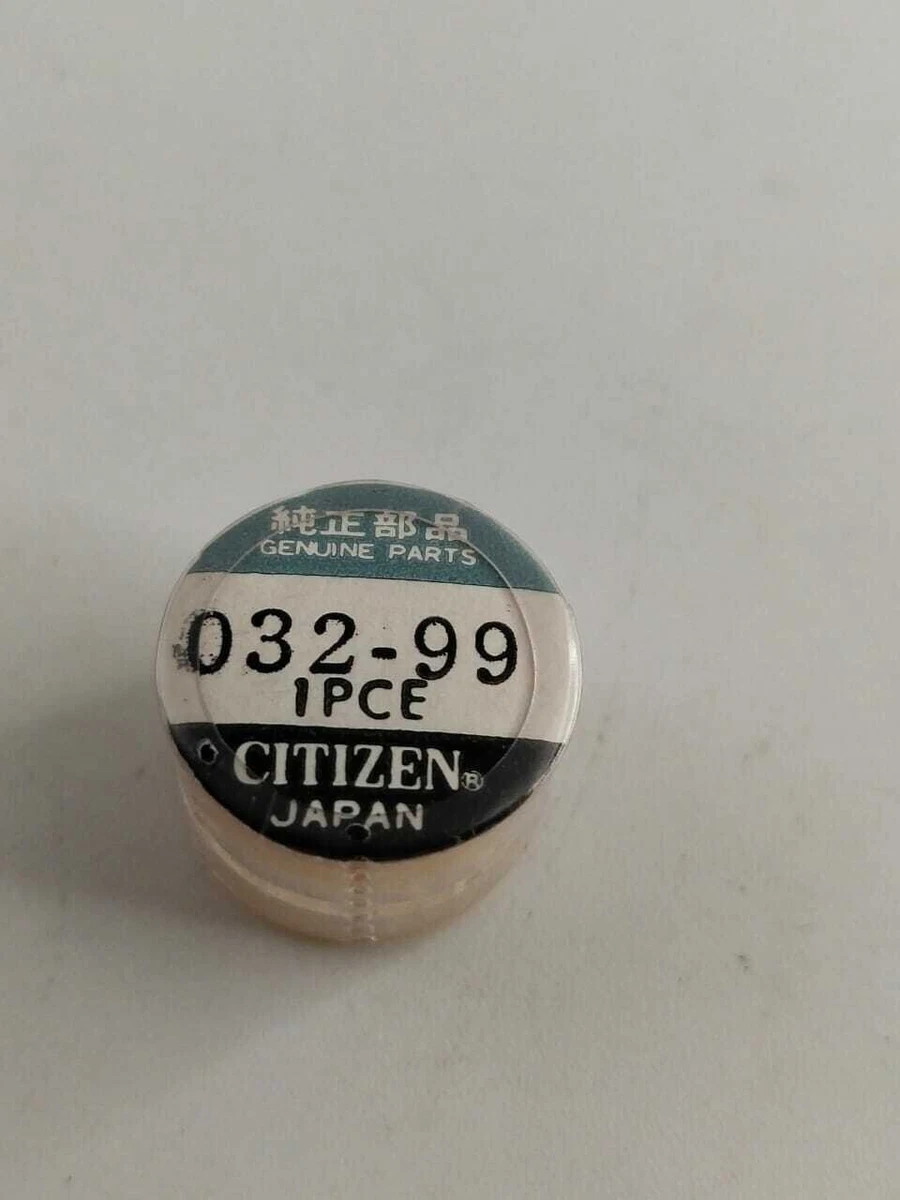 純正部品
GENUINE PARTS
032-99
1PCE
CITIZEN®
JAPAN